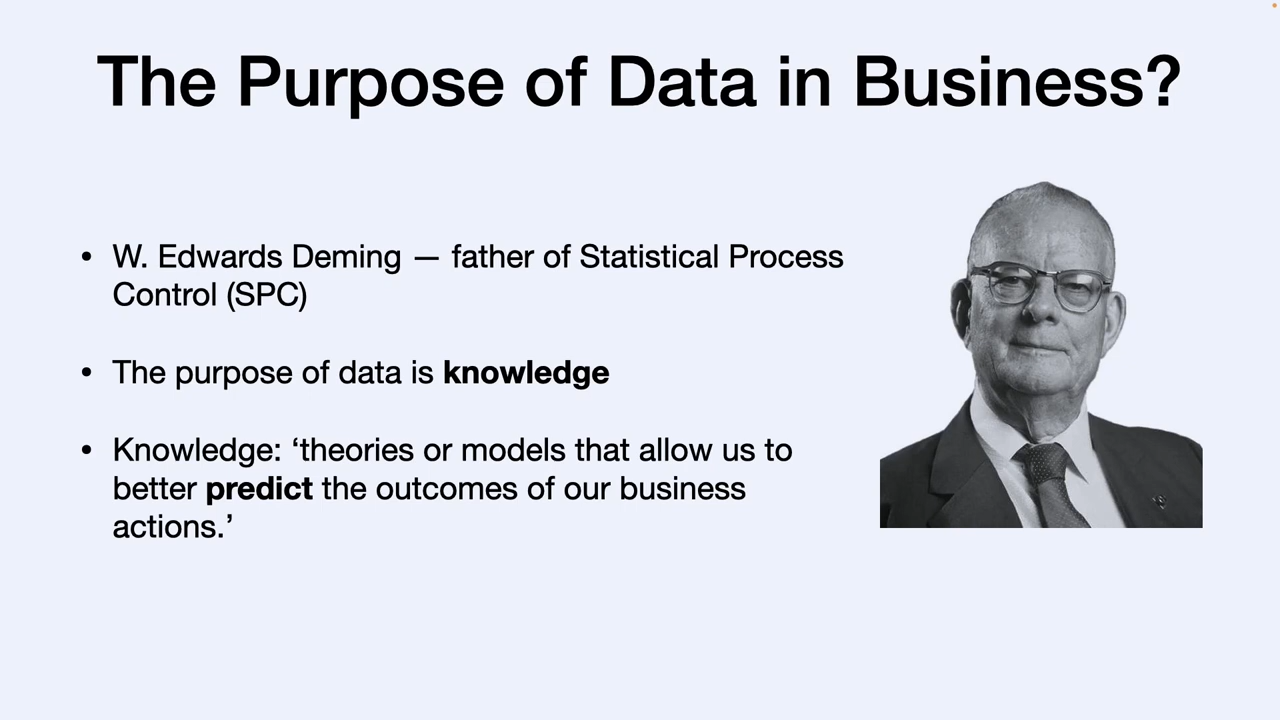 The Purpose of Data in Business?
• W. Edwards Deming — father of Statistical Process
Control (SPC)
• The purpose of data is knowledge
• Knowledge: ‘theories or models that allow us to
better predict the outcomes of our business
actions.’